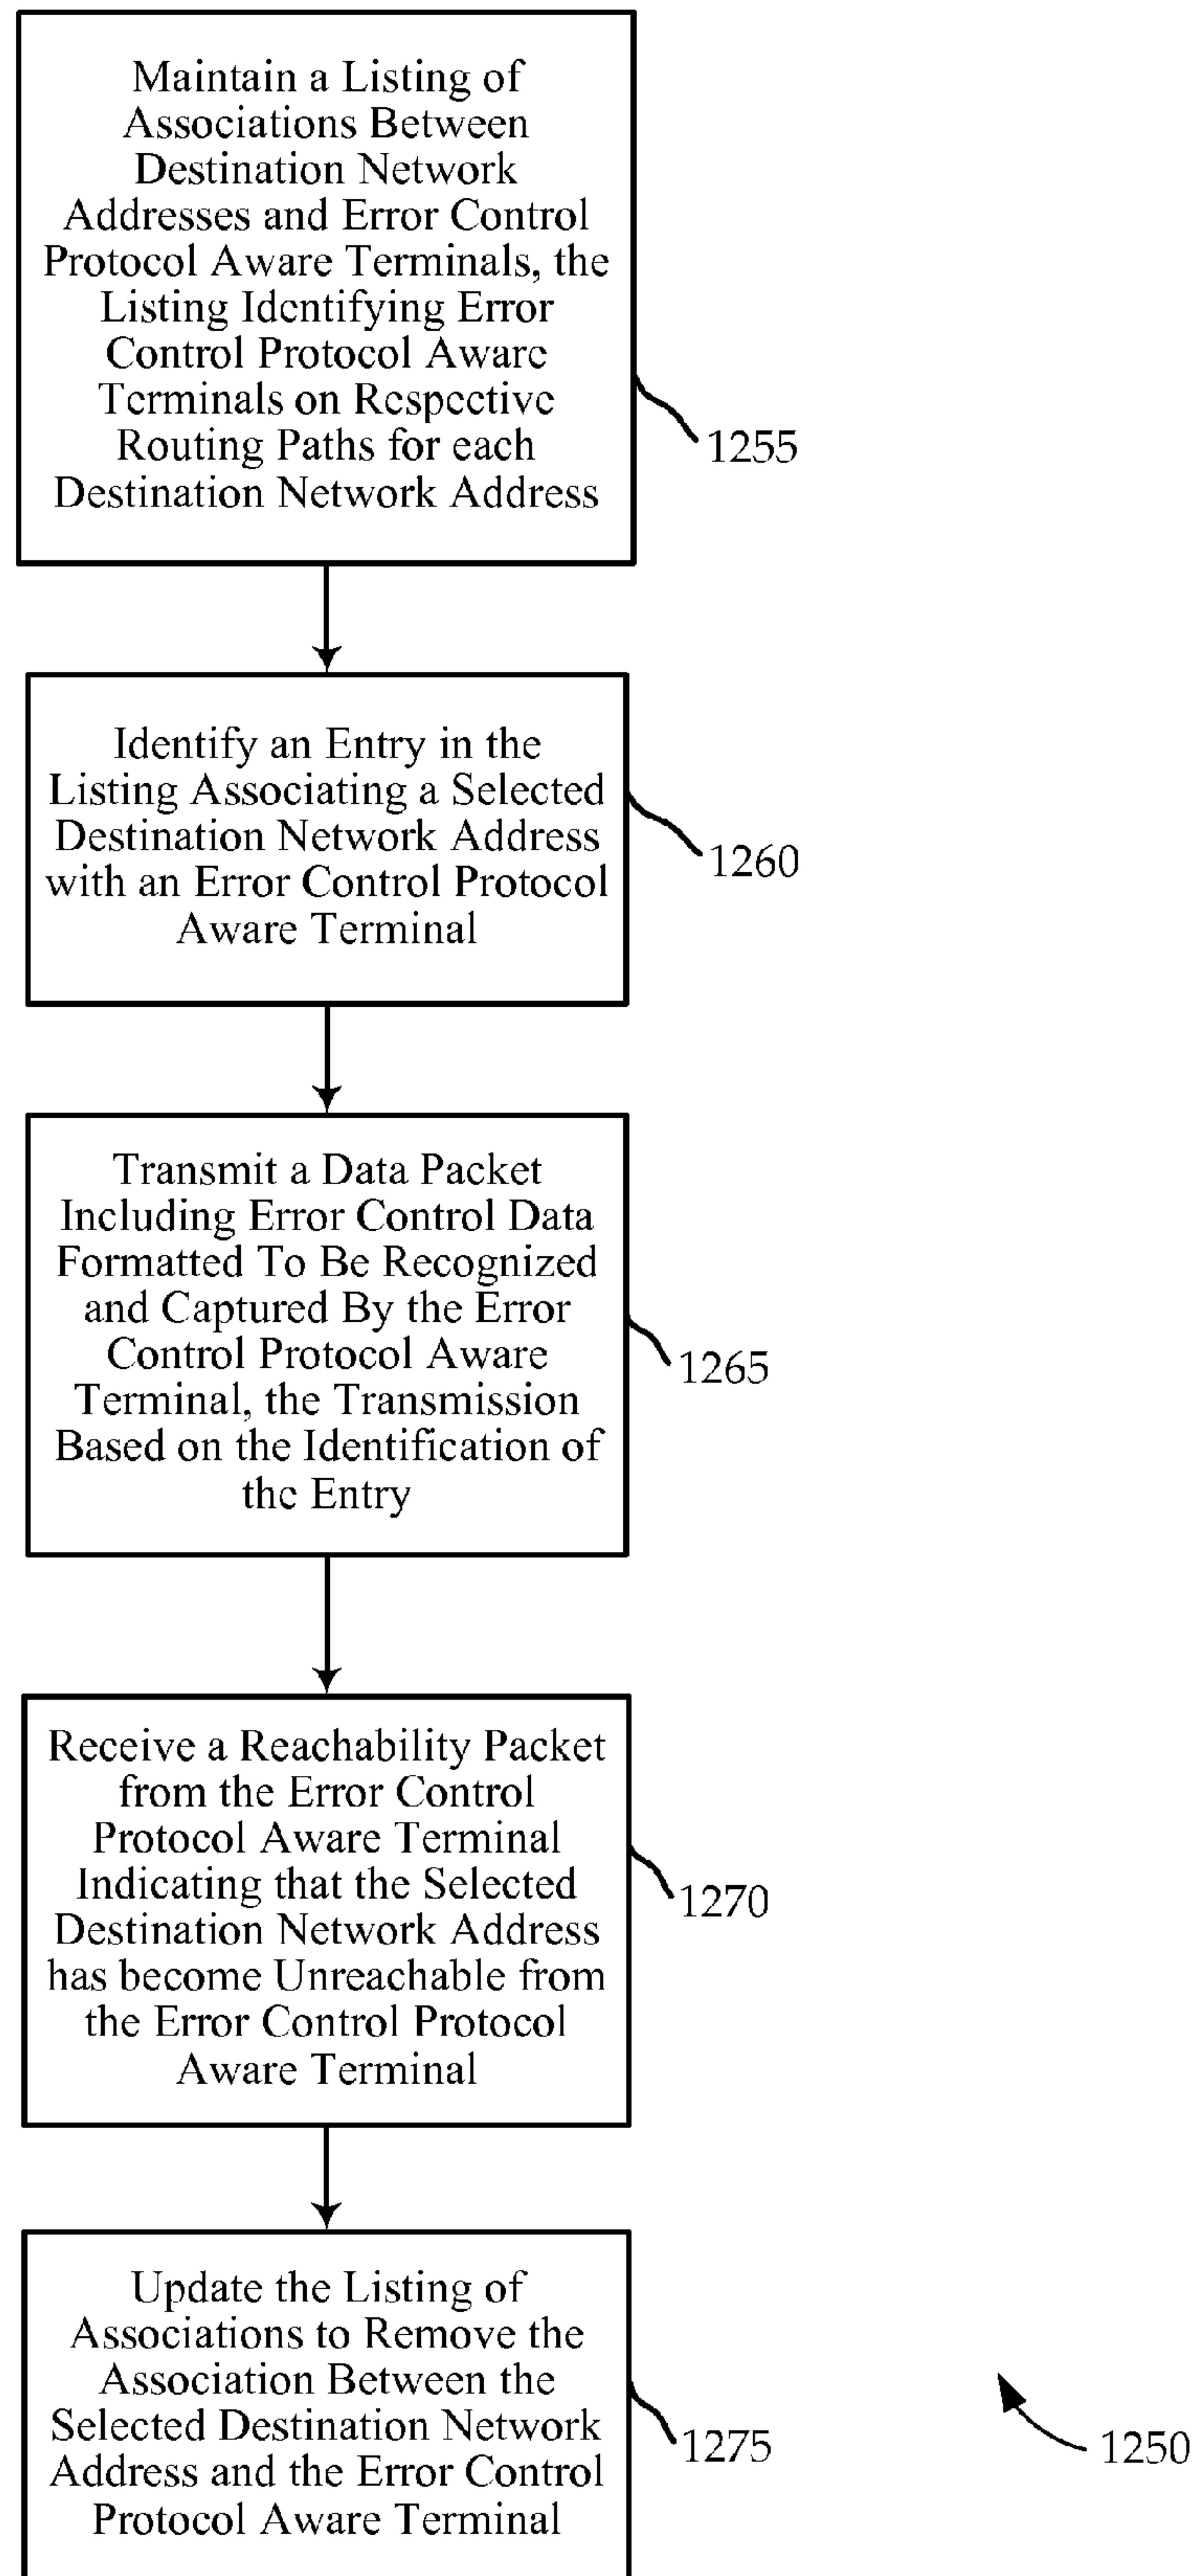 Maintain a Listing of
Associations Between
Destination Network
Addresses and Error Control
Protocol Aware Terminals, the
Listing Identifying Error
Control Protocol Aware
Terminals on Respective
Routing Paths for each
Destination Network Address
1255
Identify an Entry in the
Listing Associating a Selected
Destination Network Address
with an Error Control Protocol
Aware Terminal
1260
Transmit a Data Packet
Including Error Control Data
Formatted To Be Recognized
and Captured By the Error
Control Protocol Aware
Terminal, the Transmission
Based on the Identification of
the Entry
1265
Receive a Reachability Packet
from the Error Control
Protocol Aware Terminal
Indicating that the Selected
Destination Network Address
has become Unreachable from
the Error Control Protocol
Aware Terminal
1270
Update the Listing of
Associations to Remove the
Association Between the
Selected Destination Network
Address and the Error Control
Protocol Aware Terminal
1275
1250